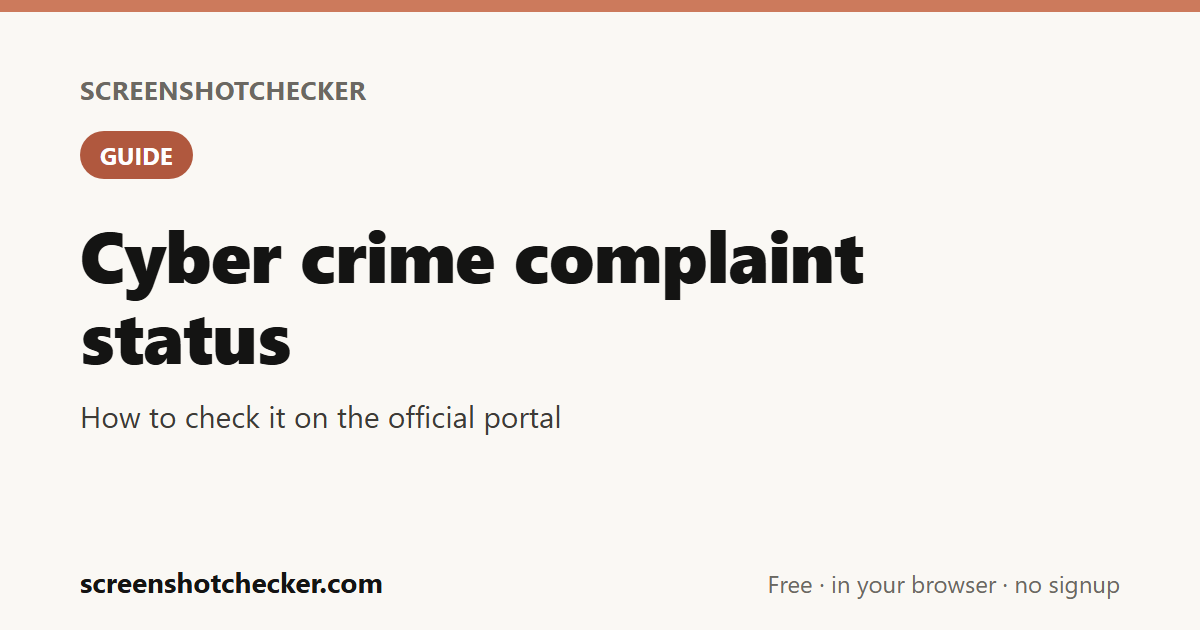 SCREENSHOTCHECKER
GUIDE
Cyber crime complaint
status
How to check it on the official portal
screenshotchecker.com
Free · in your browser · no signup